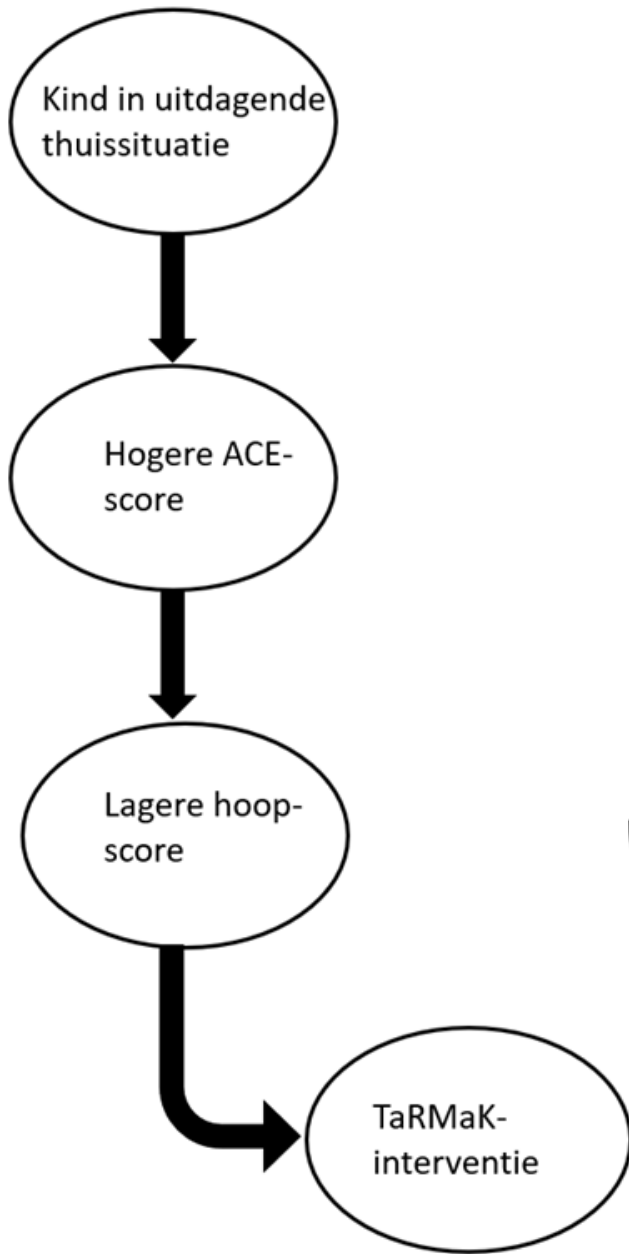 Kind in uitdagende
thuissituatie
Hogere ACE-
score
Lagere hoop-
score
TaRMaK-
interventie